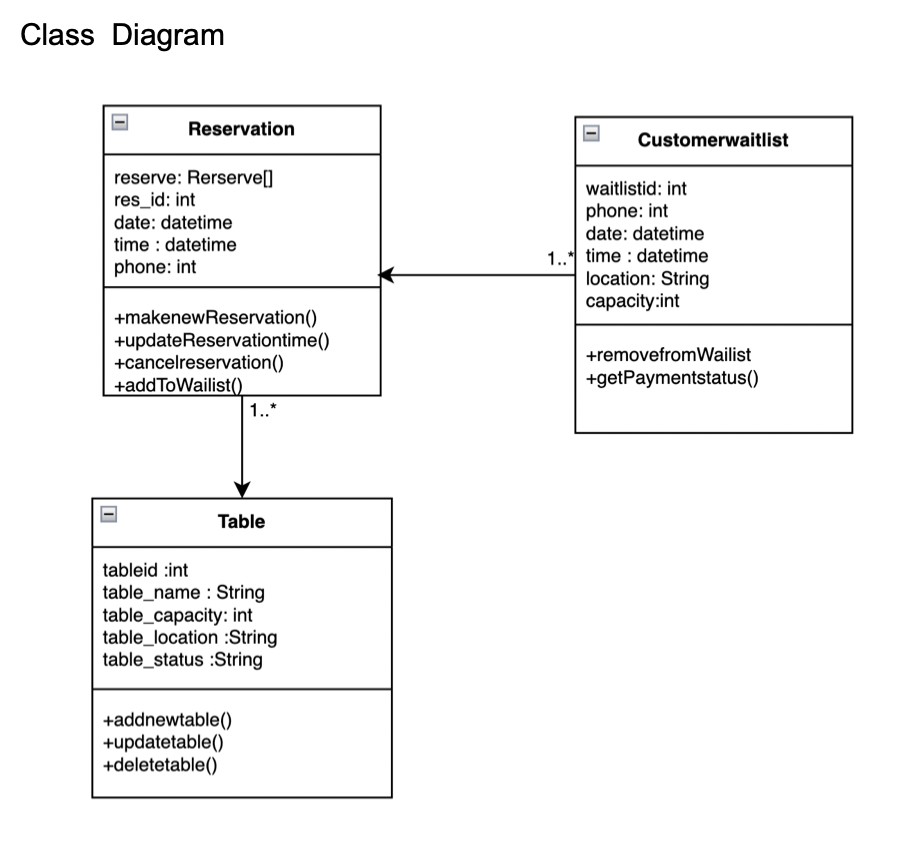 Class Diagram
Reservation
reserve: Rerserve[]
res_id: int
date: datetime
time : datetime
phone: int
+makenewReservation()
+updateReservationtime()
+cancelreservation()
+addToWailist()
1..*
Customerwaitlist
waitlistid: int
phone: int
date: datetime
time : datetime
location: String
capacity:int
+removefromWailist
+getPaymentstatus()
1..*
Table
tableid :int
table_name : String
table_capacity: int
table_location :String
table_status :String
+addnewtable()
+updatetable()
+deletetable()